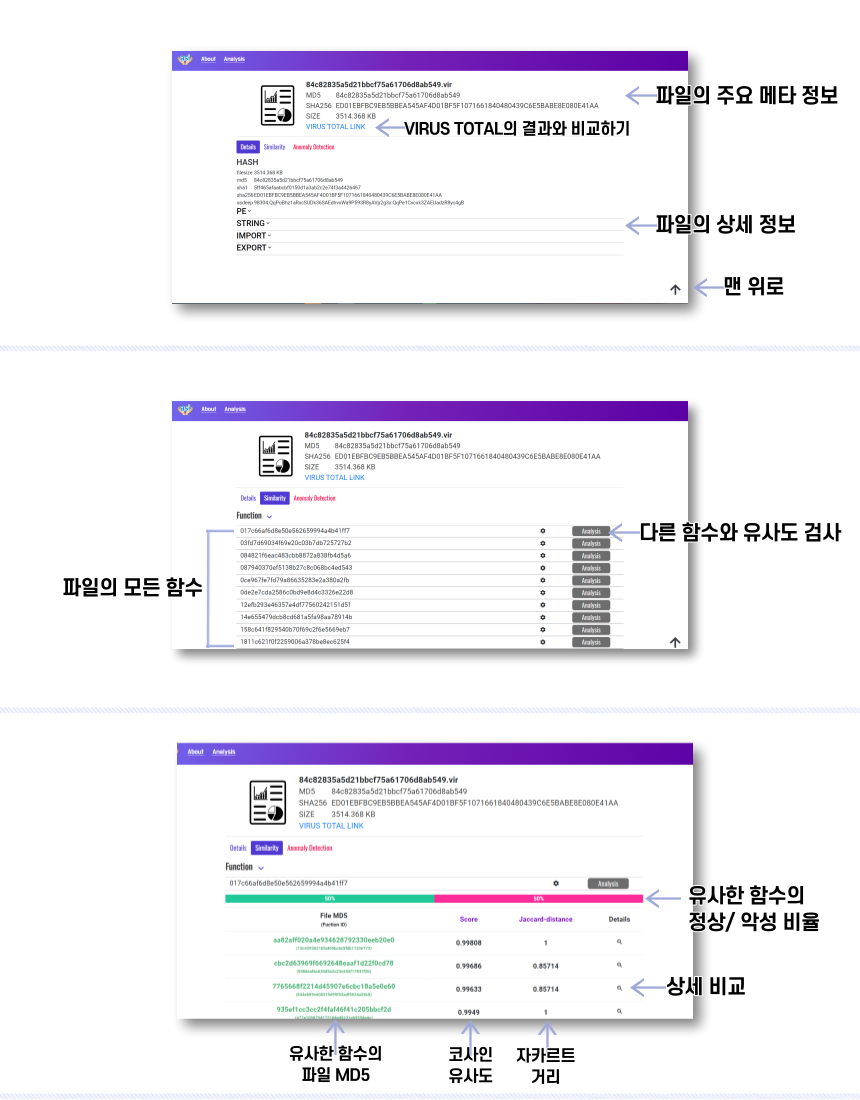 About Analysis
84c82835a5d21bbcf75a61706d8ab549.vir
MD5 84c82835a5d21bbcf75a61706d8ab549
SHA256 ED01EBFBC9EB5BBEA545AF4D01BF5F1071661840480439C6E5BABE8E080E41AA
파일의 주요 메타 정보
SIZE 3514.368 KB
VIRUS TOTAL LINK
VIRUS TOTAL의 결과와 비교하기
Details Similarity Anomaly Detection
HASH
filesize 3514.368 KB
md5 84c82835a5d21bbcf75a61706d8ab549
sha1 5ff465afaabcbf0150d1a3ab2c2e74f3a4426467
sha256 ED01EBFBC9EB5BBEA545AF4D01BF5F1071661840480439C6E5BABE8E080E41AA
PE
STRING
파일의 상세 정보
IMPORT
EXPORT
맨 위로
About Analysis
84c82835a5d21bbcf75a61706d8ab549.vir
MD5 84c82835a5d21bbcf75a61706d8ab549
SHA256 ED01EBFBC9EB5BBEA545AF4D01BF5F1071661840480439C6E5BABE8E080E41AA
SIZE 3514.368 KB
VIRUS TOTAL LINK
Details Similarity Anomaly Detection
Function
017c66af6d8e50e562659994a4b41ff7 Analysis
다른 함수와 유사도 검사
03fd7d69034f69e20c03b7db725727b2 Analysis
084821f6eac483cbb8872a838fb4d5a6 Analysis
087940370ef5138b27c8c068bc4ed543 Analysis
0ce967fe7fd79a86635283e2a380a2fb Analysis
파일의 모든 함수
0de2e7cda2586c0bd9e8d4c3326e22d8 Analysis
12efb293e46357e4df77560242151d51 Analysis
14e655479dcb8cd681a5fa98aa78914b Analysis
158c641f829540b70f69c2f6e5669eb7 Analysis
1811c621f0f2259006a378be8ec625f4 Analysis
About Analysis
84c82835a5d21bbcf75a61706d8ab549.vir
MD5 84c82835a5d21bbcf75a61706d8ab549
SHA256 ED01EBFBC9EB5BBEA545AF4D01BF5F1071661840480439C6E5BABE8E080E41AA
SIZE 3514.368 KB
VIRUS TOTAL LINK
Details Similarity Anomaly Detection
Function
017c66af6d8e50e562659994a4b41ff7 Analysis
50% 50%
유사한 함수의
정상/ 악성 비율
File MD5 Score Jaccard-distance Details
(Fuction ID)
aa82aff020a4e934628792330eeb20e0 0.99808 1
cbc2d63969f6692648eaaf1d22f0cd78 0.99686 0.85714
7765668f2214d45907e6cbc18a5e0e60 0.99633 0.85714
상세 비교
935ef1cc3cc2f4faf46f41c205bbcf2d 0.9949 1
유사한 함수의
파일 MD5
코사인
유사도
자카르트
거리